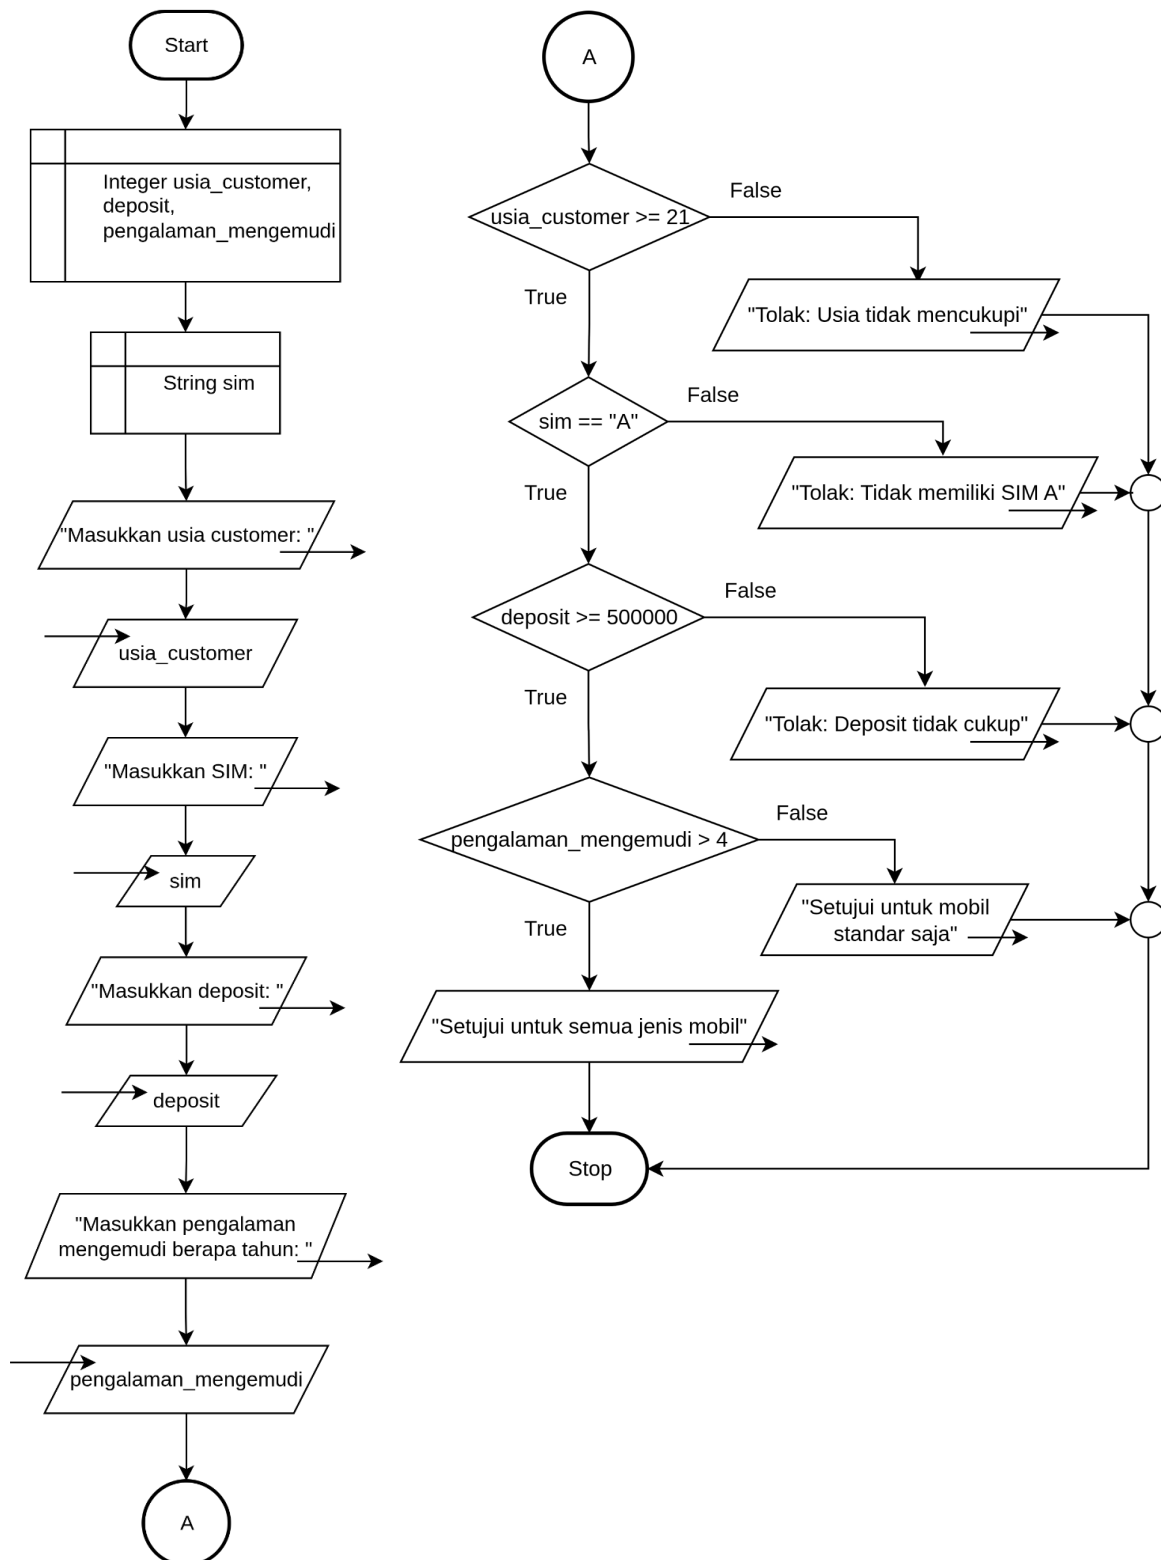 Start
Integer usia_customer,
deposit,
pengalaman_mengemudi
String sim
"Masukkan usia customer: "
usia_customer
"Masukkan SIM: "
sim
"Masukkan deposit: "
deposit
"Masukkan pengalaman
mengemudi berapa tahun: "
pengalaman_mengemudi
A
A
usia_customer >= 21
False
"Tolak: Usia tidak mencukupi"
True
sim == "A"
False
"Tolak: Tidak memiliki SIM A"
True
deposit >= 500000
False
"Tolak: Deposit tidak cukup"
True
pengalaman_mengemudi > 4
False
"Setujui untuk mobil
standar saja"
True
"Setujui untuk semua jenis mobil"
Stop